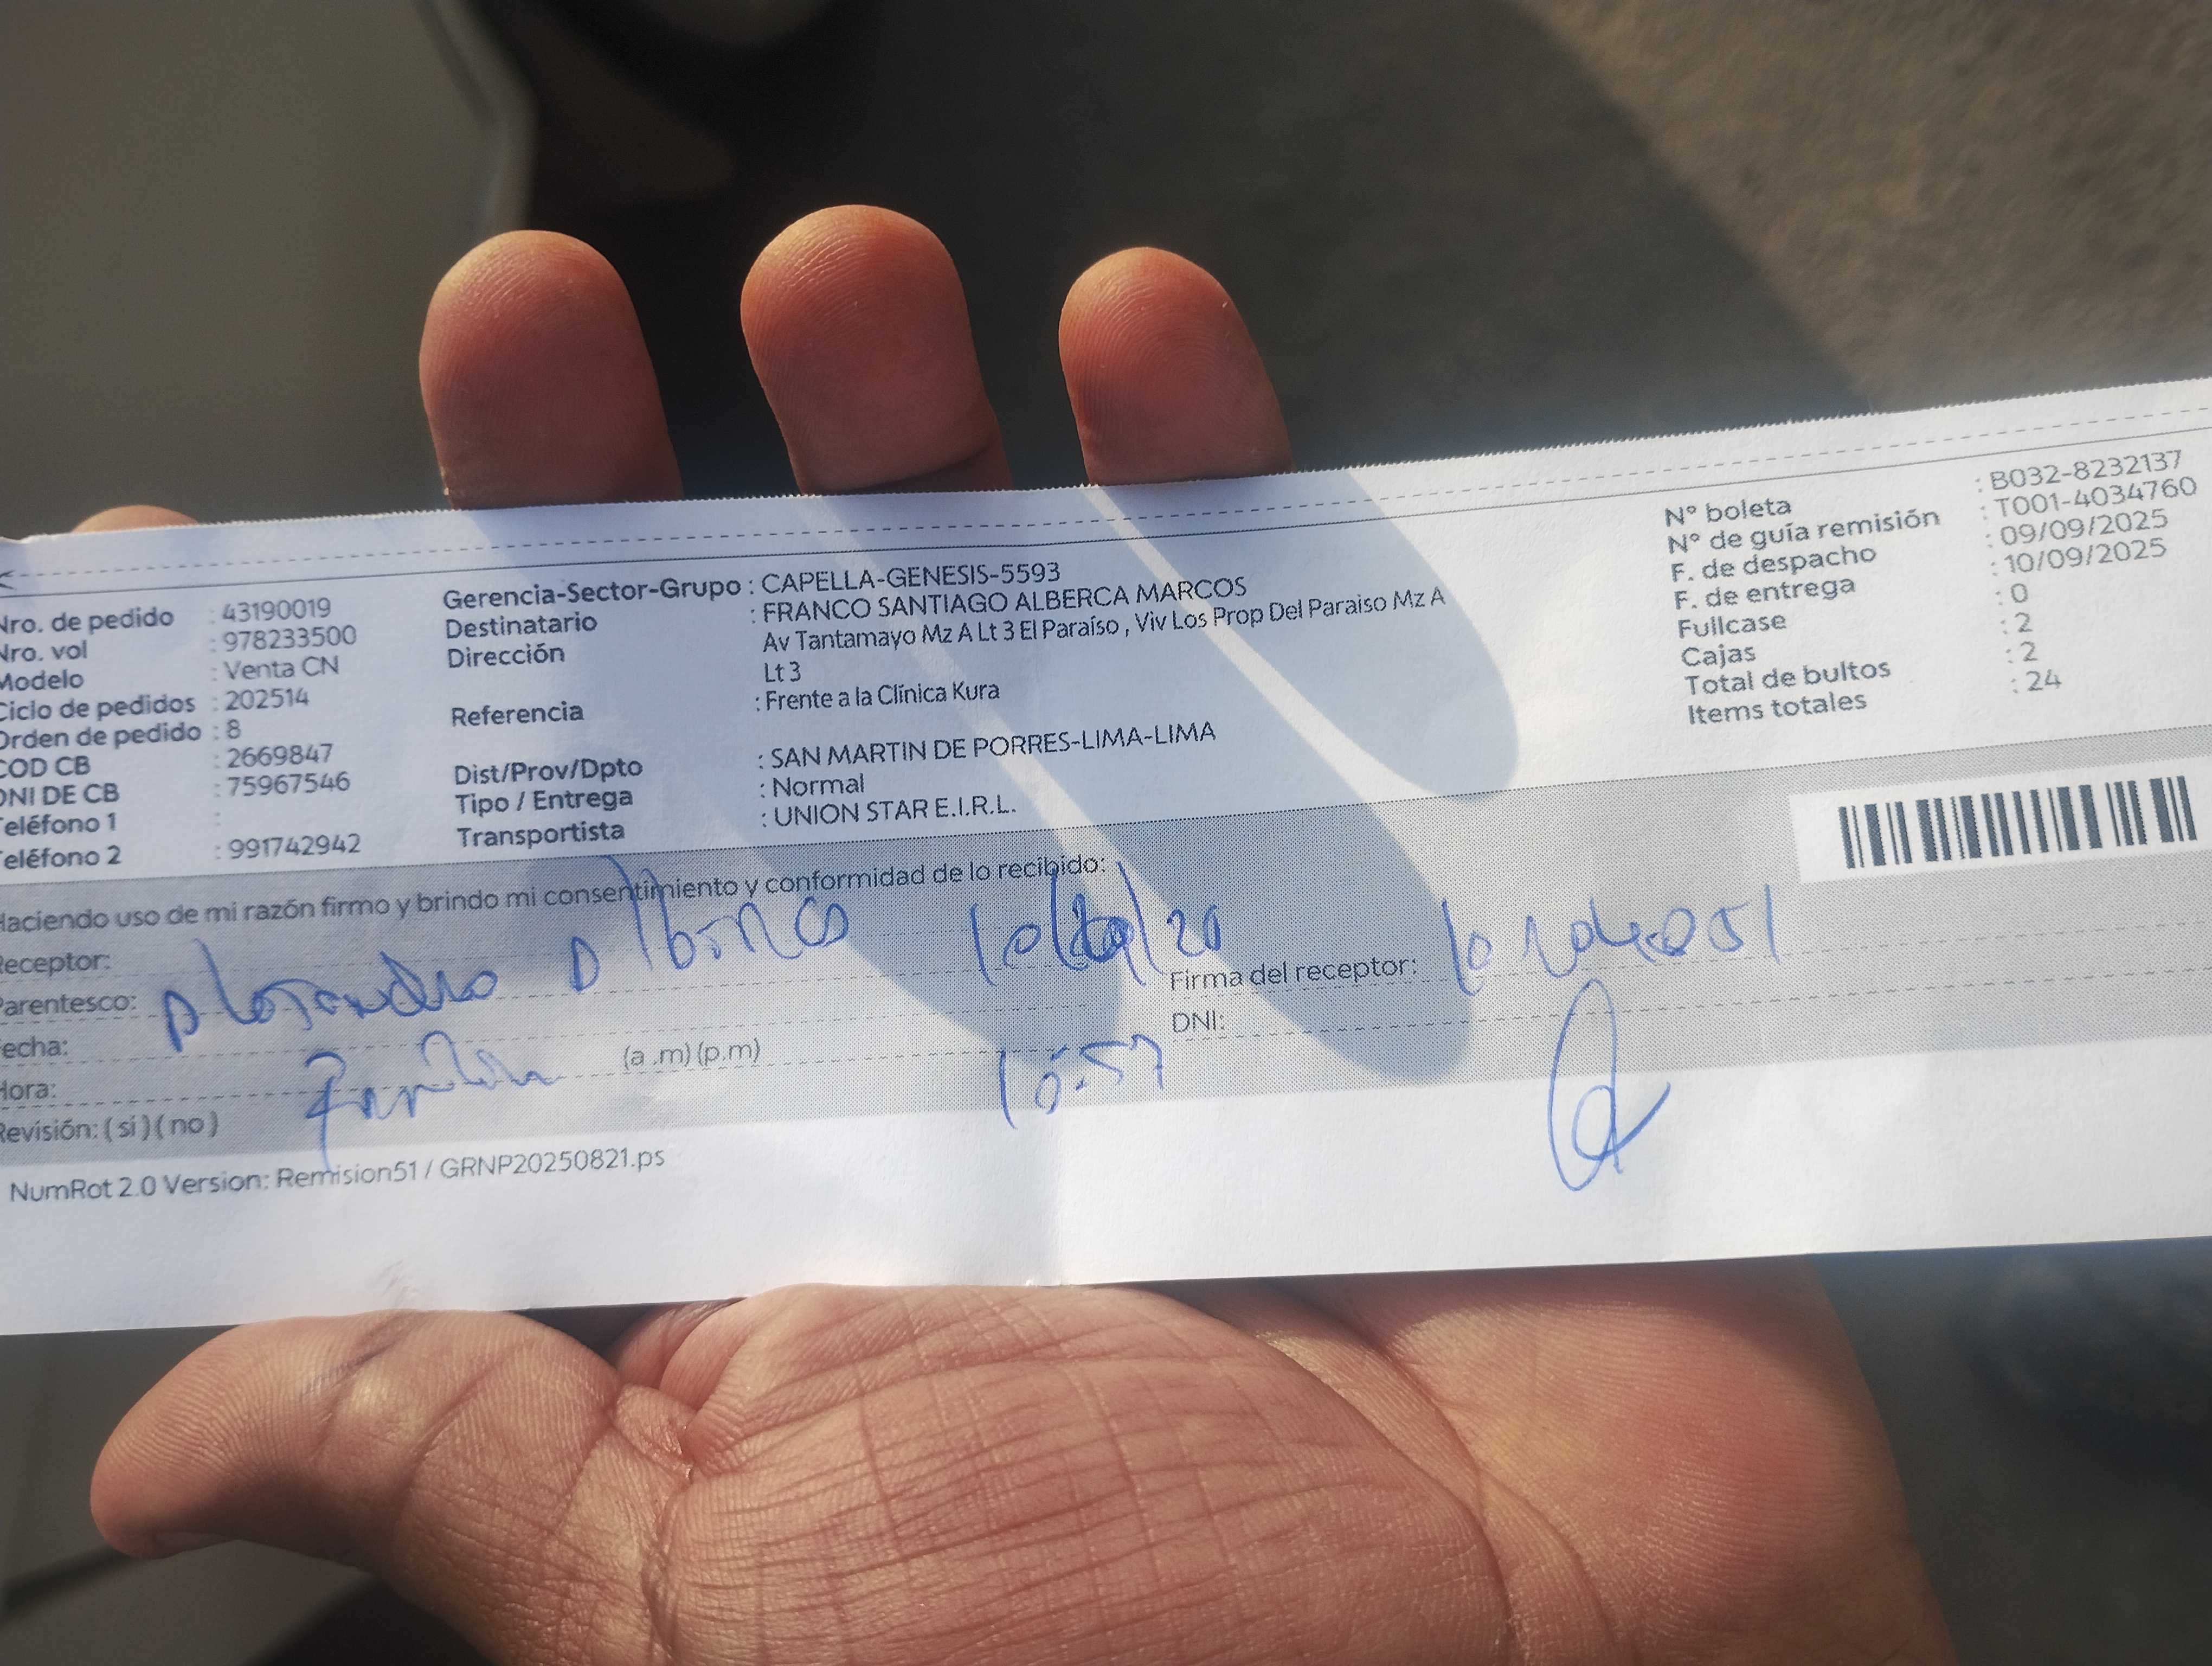 Nro. de pedido : 43190019
Nro. vol : 978233500
Modelo : Venta CN
Ciclo de pedidos : 202514
Orden de pedido : 8
COD CB : 2669847
DNI DE CB : 75967546
Teléfono 1 :
Teléfono 2 : 991742942
Gerencia-Sector-Grupo : CAPELLA-GENESIS-5593
Destinatario : FRANCO SANTIAGO ALBERCA MARCOS
Dirección Av Tantamayo Mz A Lt 3 El Paraíso , Viv Los Prop Del Paraiso Mz A
Lt 3
Referencia : Frente a la Clínica Kura
Dist/Prov/Dpto : SAN MARTIN DE PORRES-LIMA-LIMA
Tipo / Entrega : Normal
Transportista : UNION STAR E.I.R.L.
N° boleta : B032-8232137
N° de guía remisión : T001-4034760
F. de despacho : 09/09/2025
F. de entrega : 10/09/2025
Fullcase : 0
Cajas : 2
Total de bultos : 2
Items totales : 24
Haciendo uso de mi razón firmo y brindo mi consentimiento y conformidad de lo recibido:
Receptor:
Parentesco:
Fecha:
Hora: (a .m) (p.m)
Revisión: ( si ) ( no )
Firma del receptor:
DNI:
NumRot 2.0 Version: Remision51 / GRNP20250821.ps